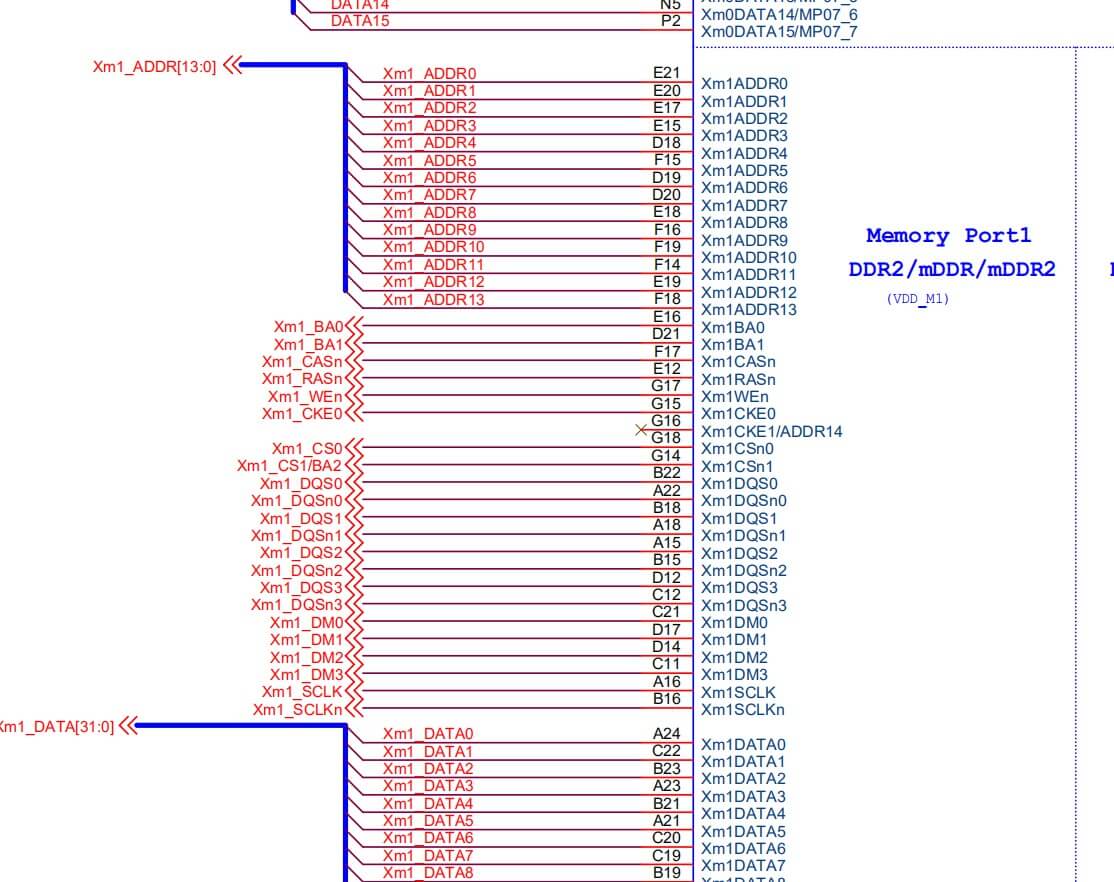 DATA14 N5
Xm0DATA14/MP07_6
DATA15 P2
Xm0DATA15/MP07_7
Xm1_ADDR[13:0]
Xm1_ADDR0 E21 Xm1ADDR0
Xm1_ADDR1 E20 Xm1ADDR1
Xm1_ADDR2 E17 Xm1ADDR2
Xm1_ADDR3 E15 Xm1ADDR3
Xm1_ADDR4 D18 Xm1ADDR4
Xm1_ADDR5 F15 Xm1ADDR5
Xm1_ADDR6 D19 Xm1ADDR6
Xm1_ADDR7 D20 Xm1ADDR7
Xm1_ADDR8 E18 Xm1ADDR8
Xm1_ADDR9 F16 Xm1ADDR9
Xm1_ADDR10 F19 Xm1ADDR10
Xm1_ADDR11 F14 Xm1ADDR11
Xm1_ADDR12 E19 Xm1ADDR12
Xm1_ADDR13 F18 Xm1ADDR13
Memory Port1
DDR2/mDDR/mDDR2
(VDD_M1)
Xm1_BA0 E16 Xm1BA0
Xm1_BA1 D21 Xm1BA1
Xm1_CASn F17 Xm1CASn
Xm1_RASn E12 Xm1RASn
Xm1_WEn G17 Xm1WEn
Xm1_CKE0 G15 Xm1CKE0
G16 Xm1CKE1/ADDR14
Xm1_CS0 G18 Xm1CSn0
Xm1_CS1/BA2 G14 Xm1CSn1
Xm1_DQS0 B22 Xm1DQS0
Xm1_DQSn0 A22 Xm1DQSn0
Xm1_DQS1 B18 Xm1DQS1
Xm1_DQSn1 A18 Xm1DQSn1
Xm1_DQS2 A15 Xm1DQS2
Xm1_DQSn2 B15 Xm1DQSn2
Xm1_DQS3 D12 Xm1DQS3
Xm1_DQSn3 C12 Xm1DQSn3
Xm1_DM0 C21 Xm1DM0
Xm1_DM1 D17 Xm1DM1
Xm1_DM2 D14 Xm1DM2
Xm1_DM3 C11 Xm1DM3
Xm1_SCLK A16 Xm1SCLK
Xm1_SCLKn B16 Xm1SCLKn
Xm1_DATA[31:0]
Xm1_DATA0 A24 Xm1DATA0
Xm1_DATA1 C22 Xm1DATA1
Xm1_DATA2 B23 Xm1DATA2
Xm1_DATA3 A23 Xm1DATA3
Xm1_DATA4 B21 Xm1DATA4
Xm1_DATA5 A21 Xm1DATA5
Xm1_DATA6 C20 Xm1DATA6
Xm1_DATA7 C19 Xm1DATA7
Xm1_DATA8 B19